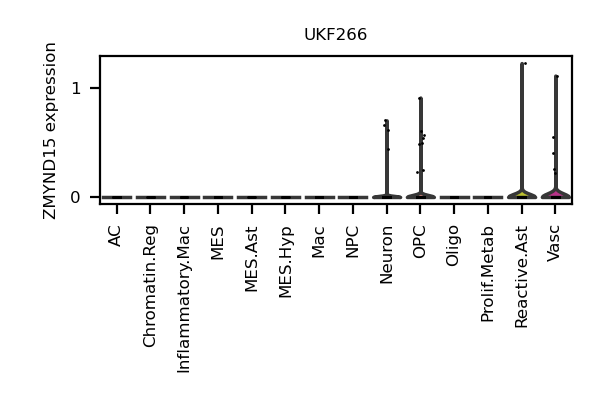 UKF266
ZMYND15 expression
1
0
AC
Chromatin.Reg
Inflammatory.Mac
MES
MES.Ast
MES.Hyp
Mac
NPC
Neuron
OPC
Oligo
Prolif.Metab
Reactive.Ast
Vasc